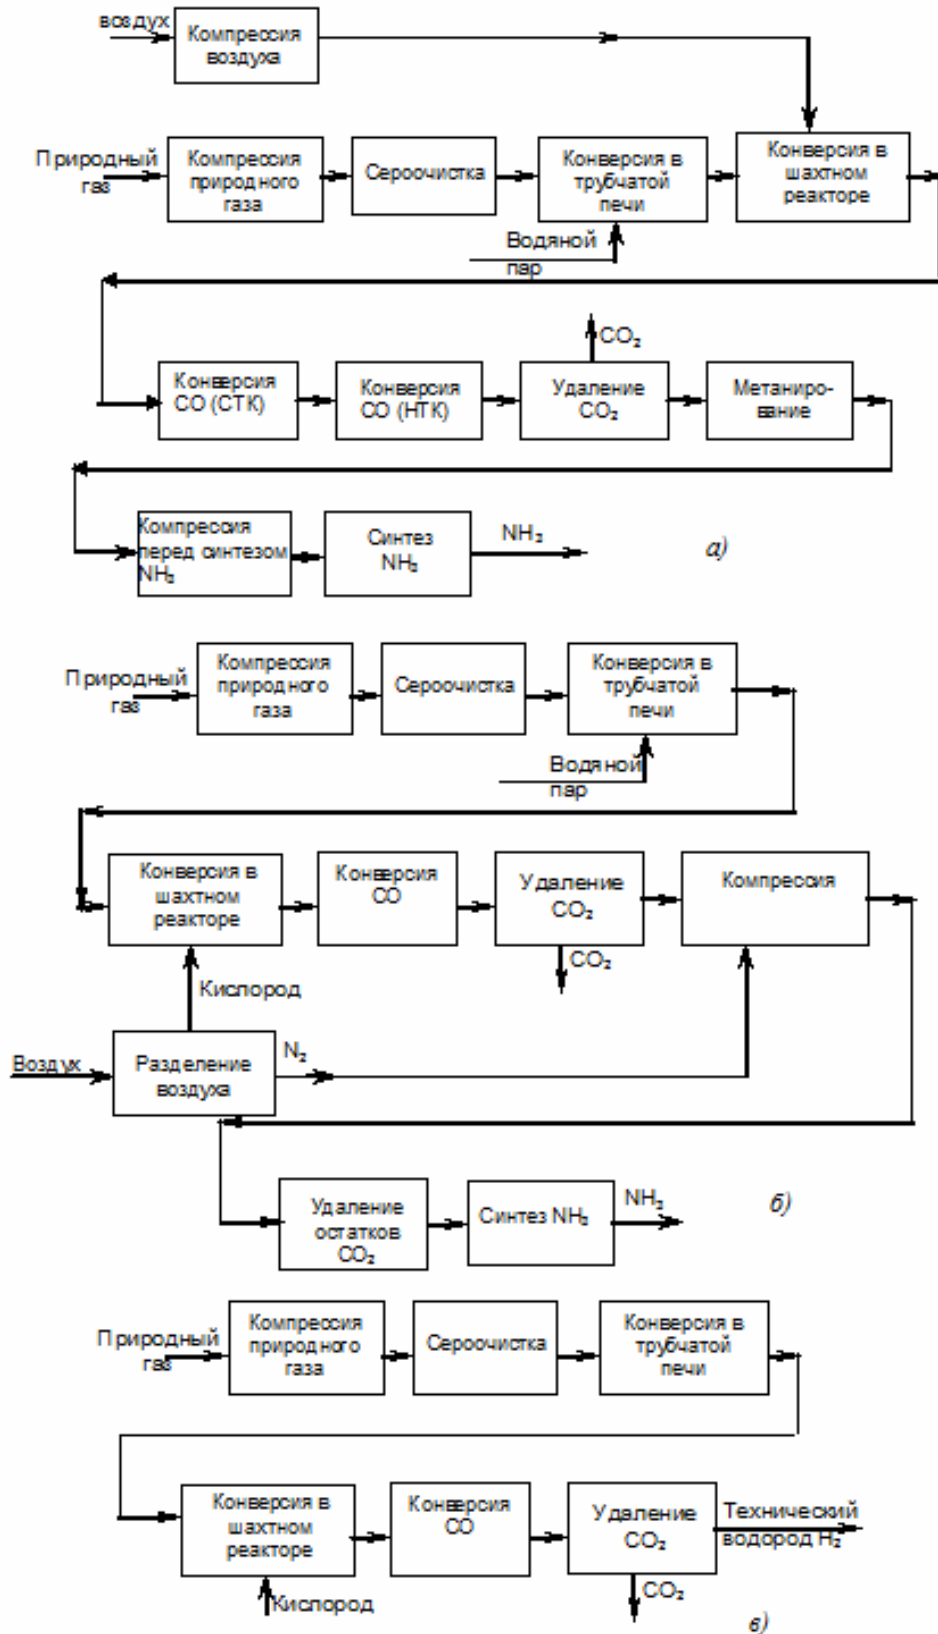 воздух
Компрессия
воздуха
Природный
газ
Компрессия
природного
газа
Сероочистка
Конверсия в
трубчатой
печи
Конверсия в
шахтном
реакторе
Водяной
пар
CO₂
Конверсия
CO (СТК)
Конверсия
CO (НТК)
Удаление
CO₂
Метаниро-
вание
Компрессия
перед синтезом
NH₃
Синтез
NH₃
NH₃
а)
Природный
газ
Компрессия
природного
газа
Сероочистка
Конверсия в
трубчатой
печи
Водяной
пар
Конверсия в
шахтном
реакторе
Конверсия
CO
Удаление
CO₂
Компрессия
CO₂
Кислород
Воздух
Разделение
воздуха
N₂
Удаление
остатков
CO₂
Синтез NH₃
NH₃
б)
Природный
газ
Компрессия
природного
газа
Сероочистка
Конверсия в
трубчатой
печи
Конверсия в
шахтном
реакторе
Конверсия
CO
Удаление
CO₂
Технический
водород H₂
Кислород
CO₂
в)